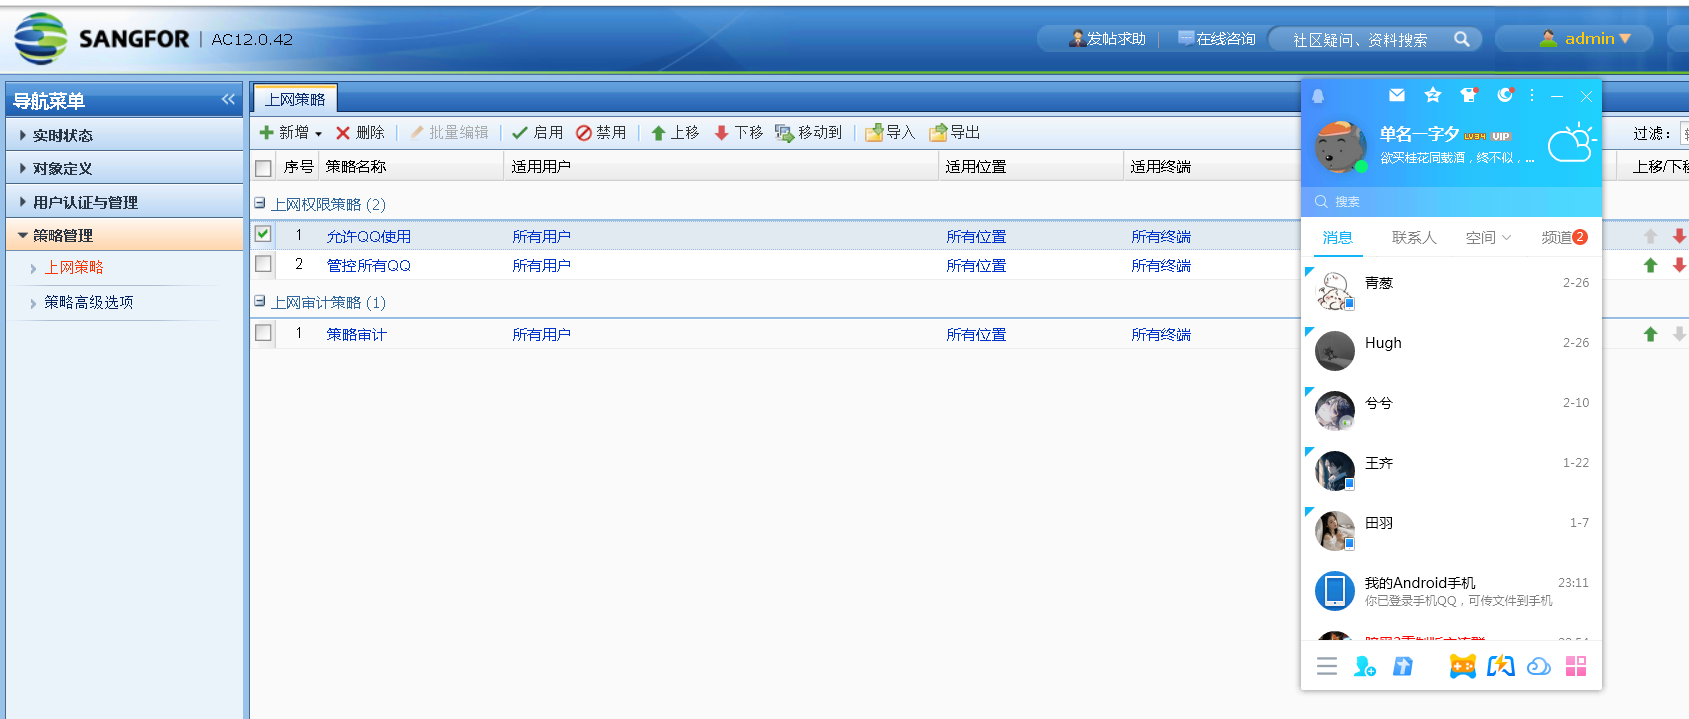 SANGFOR | AC12.0.42
发帖求助
在线咨询
社区疑问、资料搜索
admin
导航菜单
实时状态
对象定义
用户认证与管理
策略管理
上网策略
策略高级选项
上网策略
新增 删除 批量编辑 启用 禁用 上移 下移 移动到 导入 导出
过滤：
序号 策略名称 适用用户 适用位置 适用终端 上移/下移
上网权限策略 (2)
1 允许QQ使用 所有用户 所有位置 所有终端
2 管控所有QQ 所有用户 所有位置 所有终端
上网审计策略 (1)
1 策略审计 所有用户 所有位置 所有终端
单名一字夕 LV34 VIP
欲买桂花同载酒，终不似，...
搜索
消息 联系人 空间 频道 2
青葱 2-26
Hugh 2-26
兮兮 2-10
王齐 1-22
田羽 1-7
我的Android手机 23:11
你已登录手机QQ，可传文件到手机